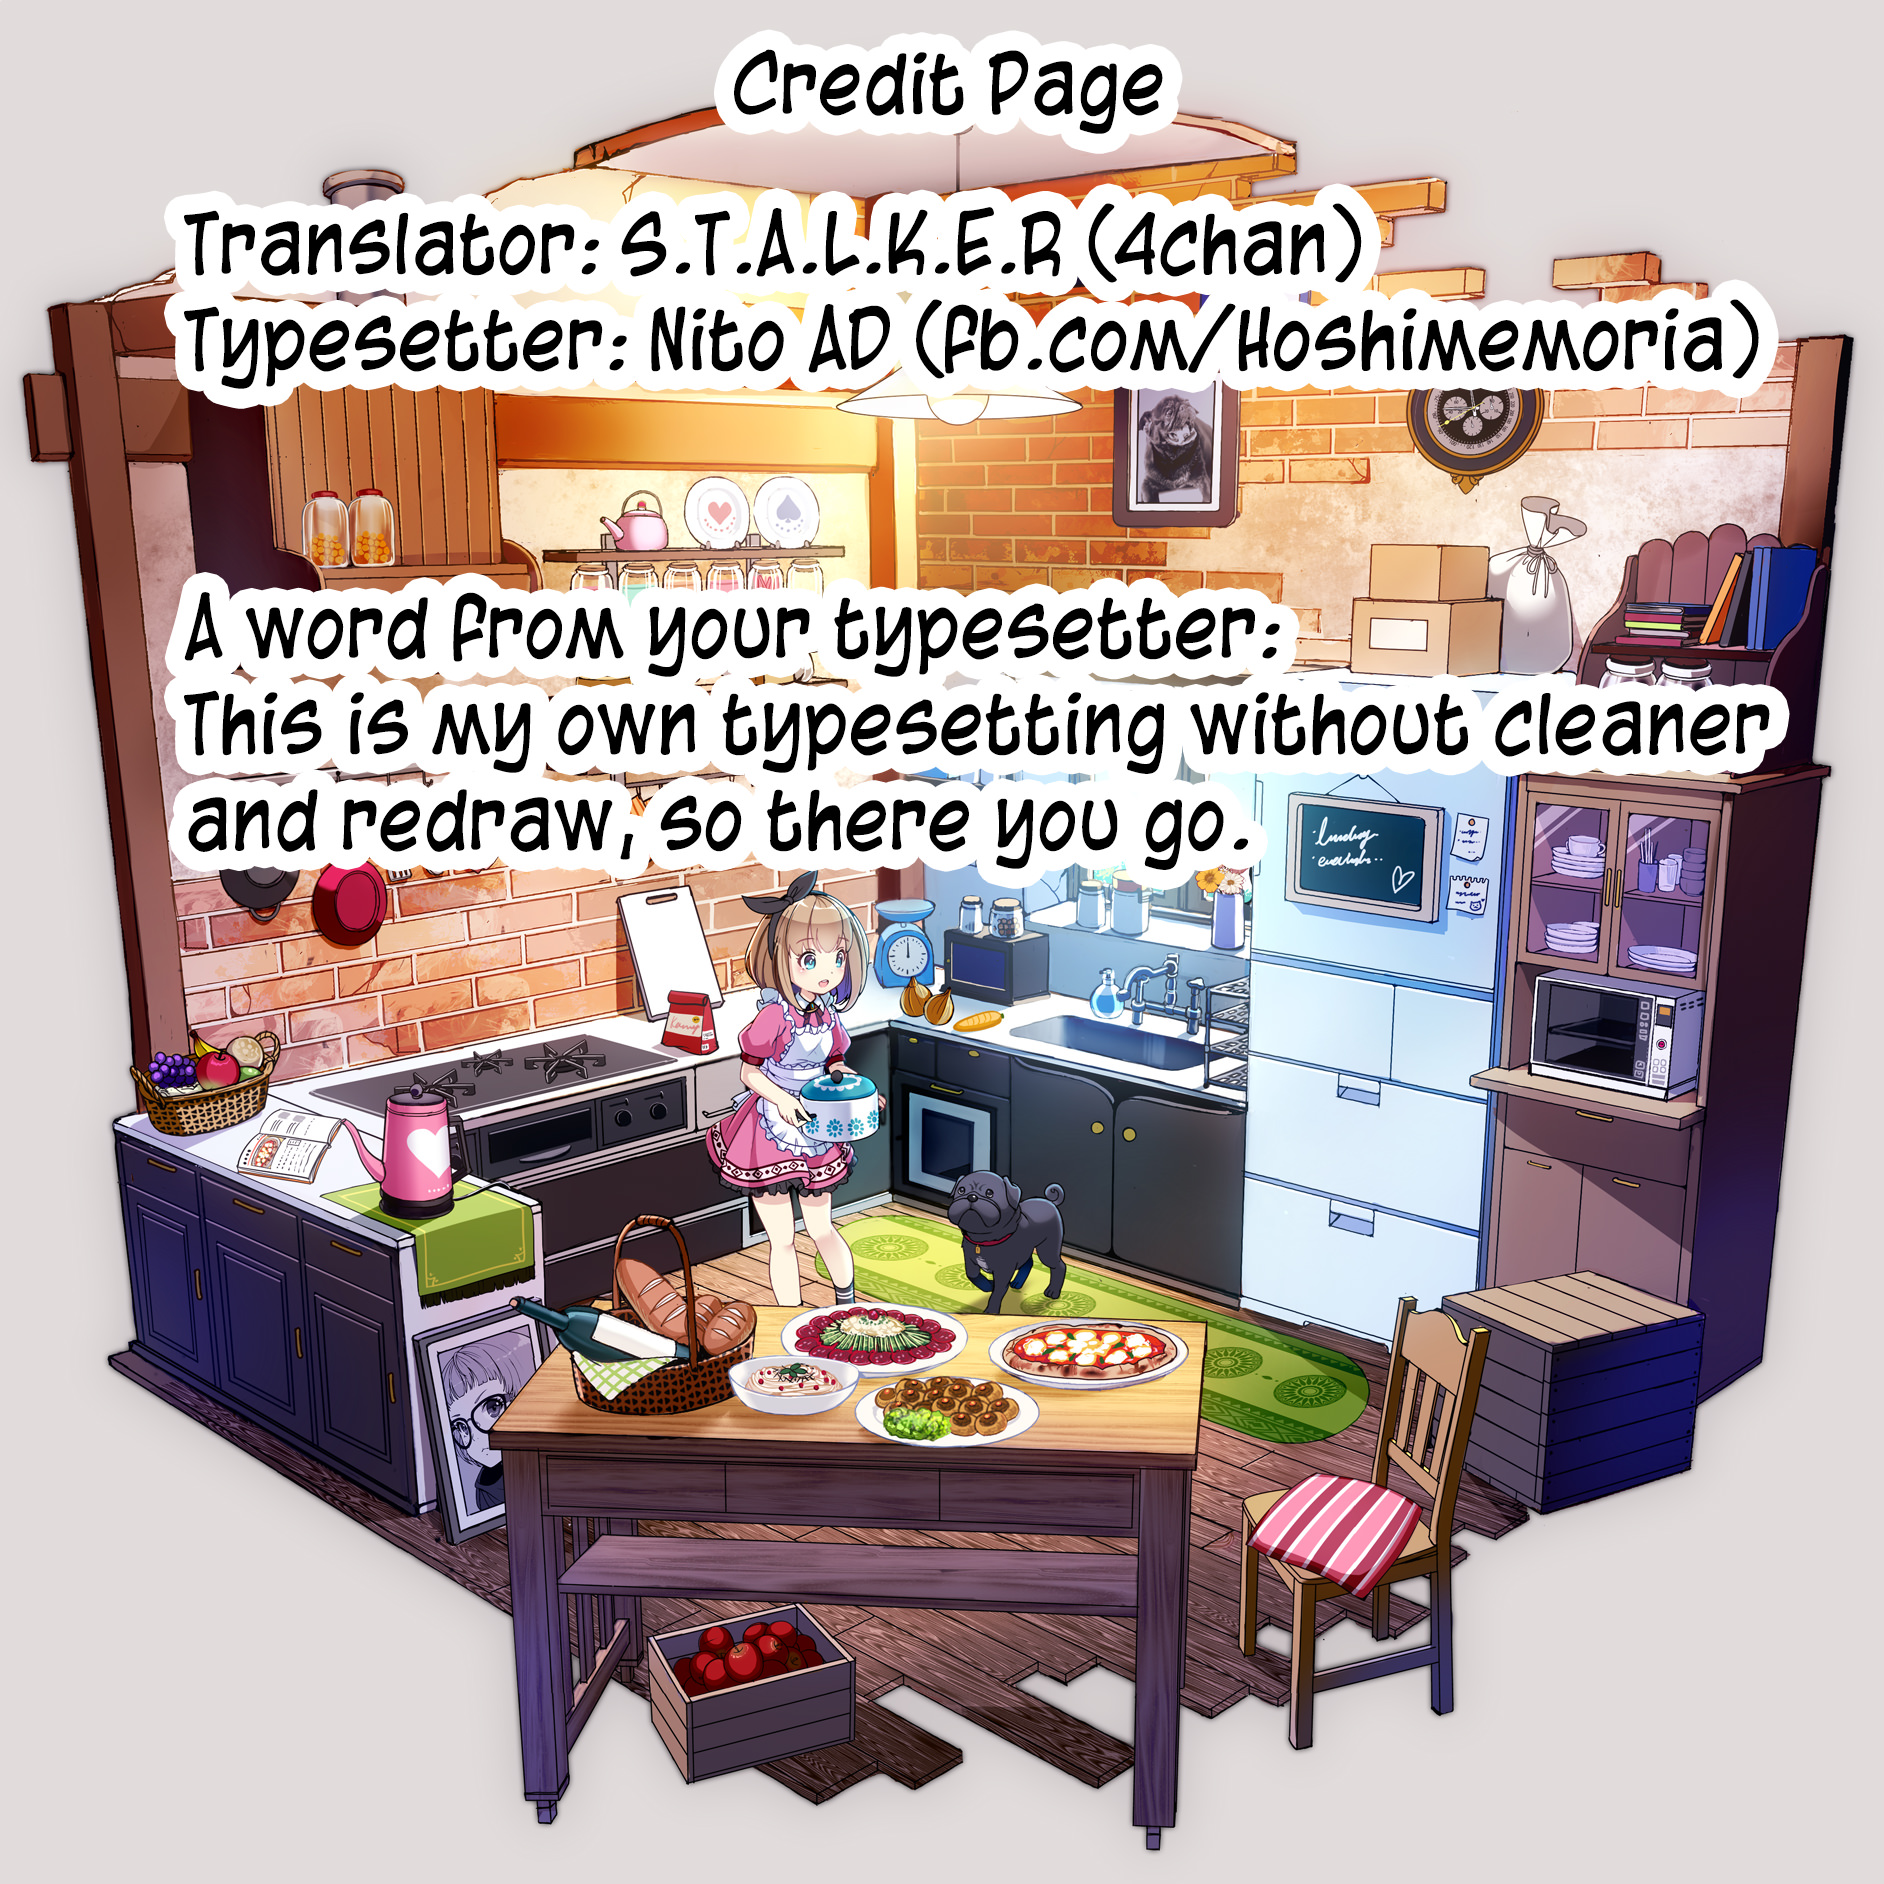 Credit Page
Translator: S.T.A.L.K.E.R (4chan)
Typesetter: Nito AD (fb.com/Hoshimemoria)
A word from your typesetter:
This is my own typesetting without cleaner
and redraw, so there you go.